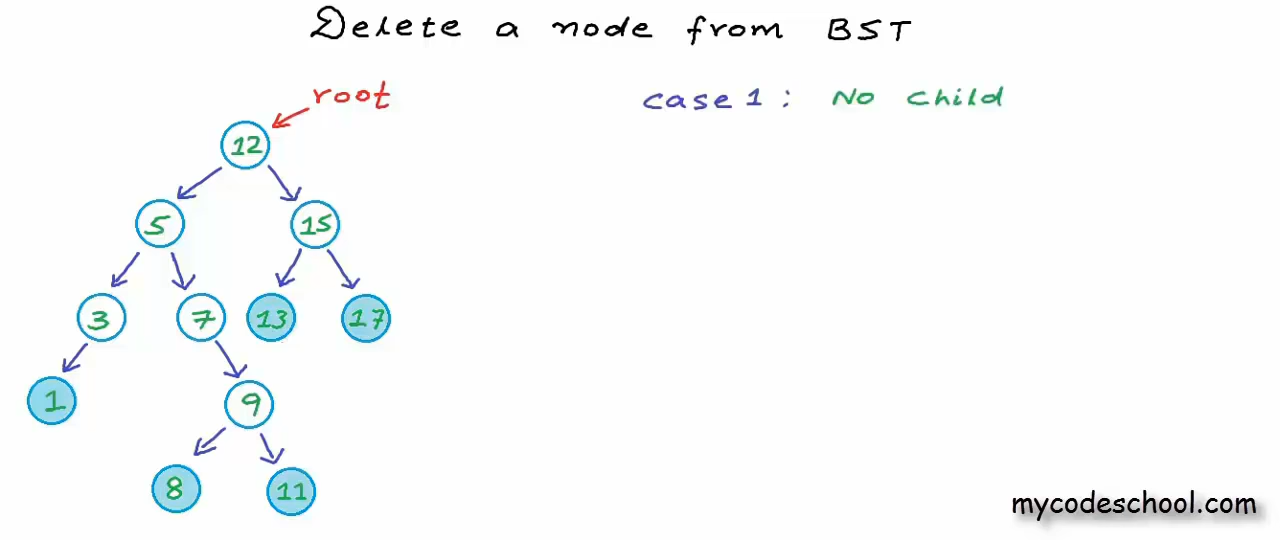 Delete a node from BST
root
case 1 : No child
12
5
15
3
7
13
17
1
9
8
11
mycodeschool.com